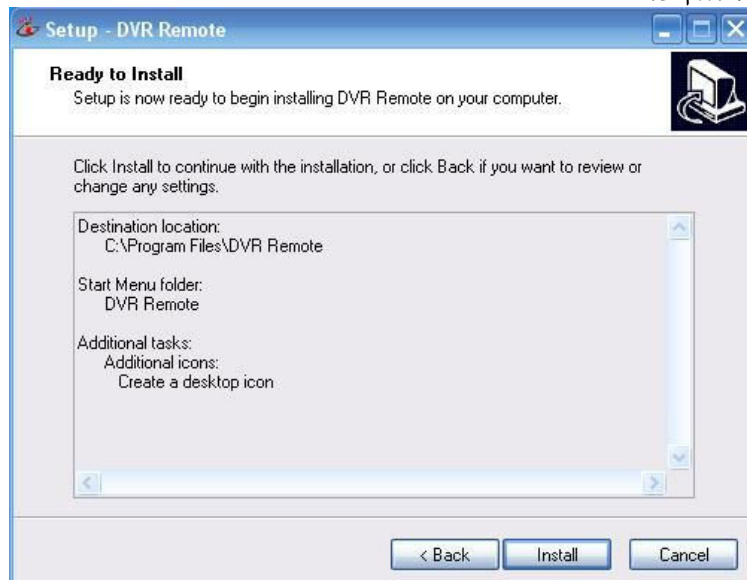 Setup - DVR Remote
Ready to Install
Setup is now ready to begin installing DVR Remote on your computer.
Click Install to continue with the installation, or click Back if you want to review or
change any settings.
Destination location:
C:\Program Files\DVR Remote
Start Menu folder:
DVR Remote
Additional tasks:
Additional icons:
Create a desktop icon
< Back
Install
Cancel